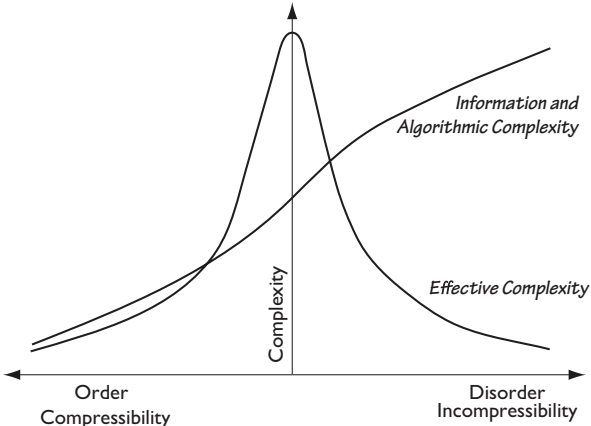 Information and
Algorithmic Complexity
Effective Complexity
Complexity
Order
Compressibility
Disorder
Incompressibility